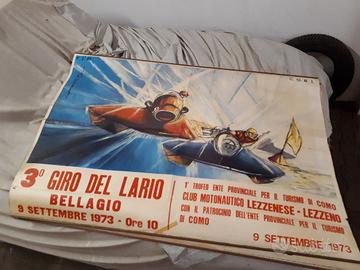 C.O.N.I.
3° GIRO DEL LARIO
BELLAGIO
9 SETTEMBRE 1973 - Ore 10
1° TROFEO ENTE PROVINCIALE PER IL TURISMO DI COMO
CLUB MOTONAUTICO LEZZENESE - LEZZENO
CON IL PATROCINIO DELL'ENTE PROVINCIALE PER IL TURISMO
DI COMO
9 SETTEMBRE 1973